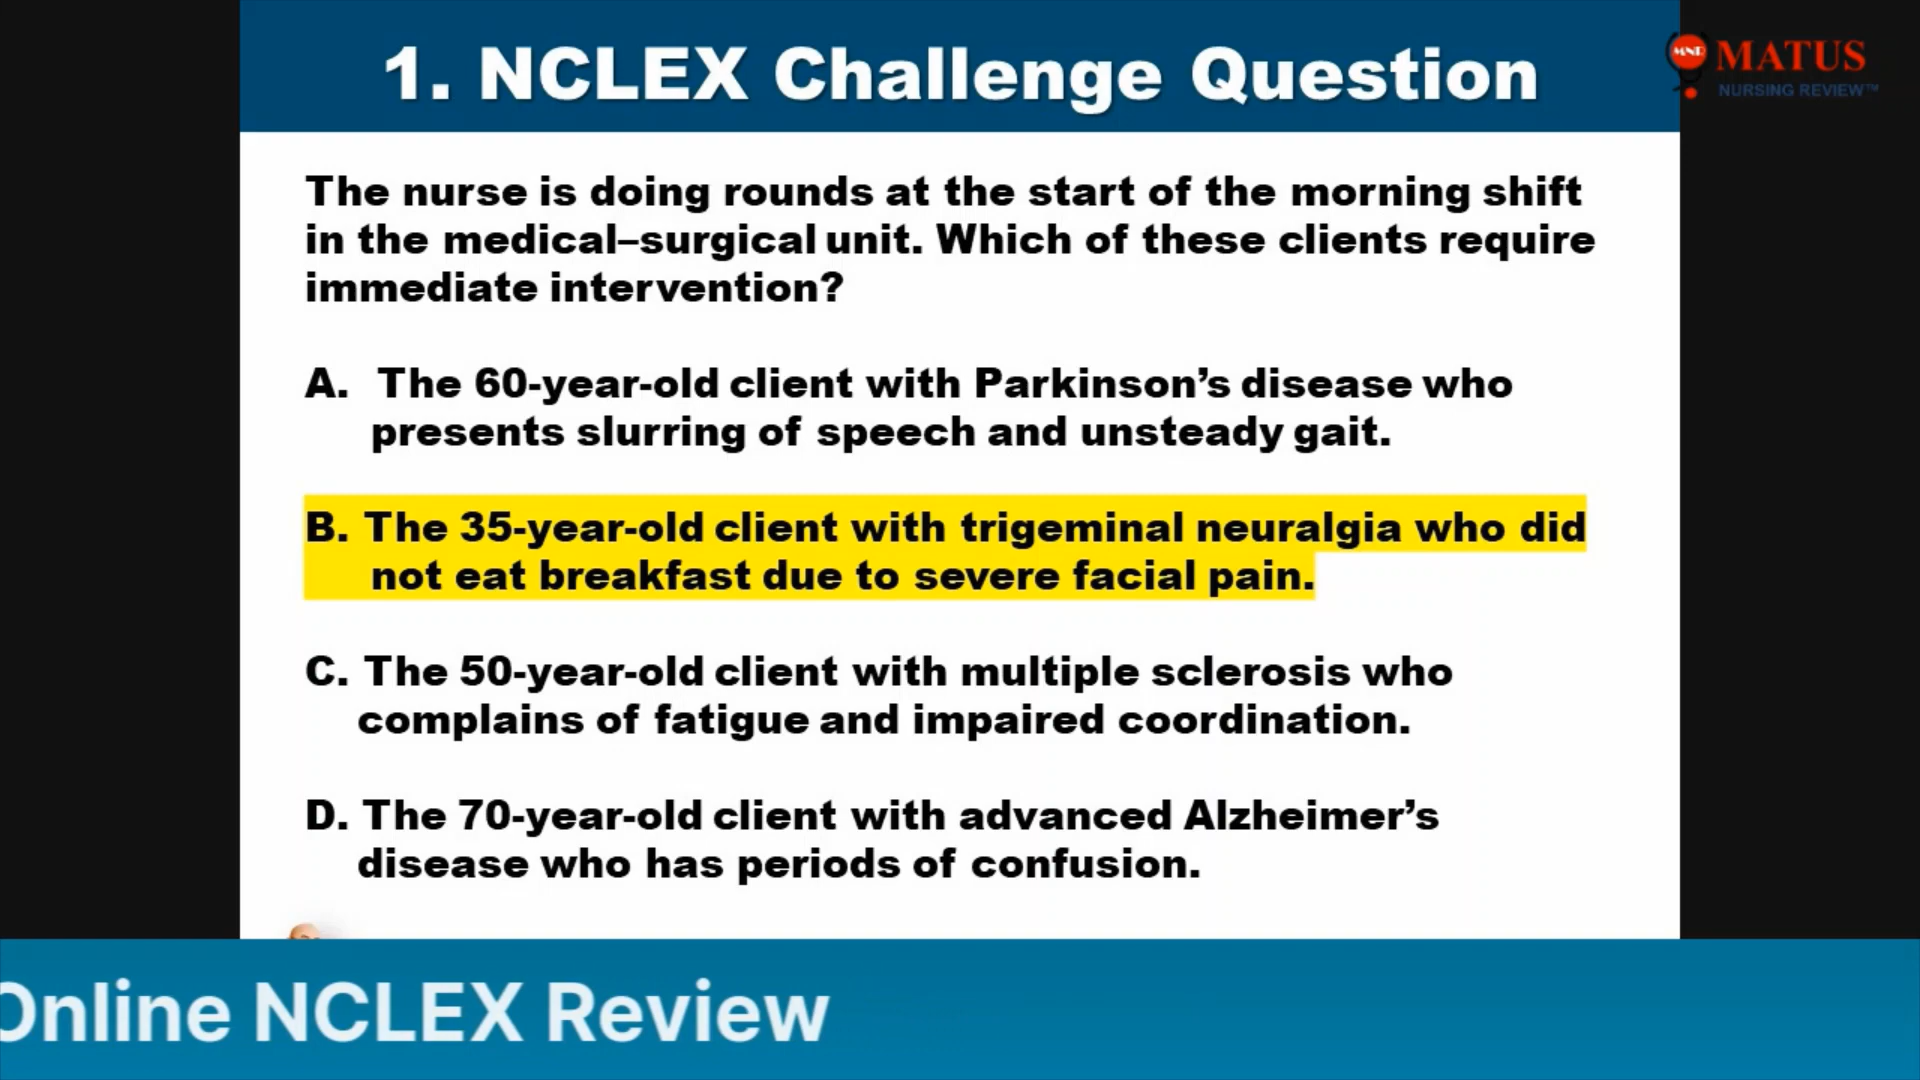 1. NCLEX Challenge Question
MNR MATUS
NURSING REVIEW™
The nurse is doing rounds at the start of the morning shift
in the medical–surgical unit. Which of these clients require
immediate intervention?
A. The 60-year-old client with Parkinson’s disease who
presents slurring of speech and unsteady gait.
B. The 35-year-old client with trigeminal neuralgia who did
not eat breakfast due to severe facial pain.
C. The 50-year-old client with multiple sclerosis who
complains of fatigue and impaired coordination.
D. The 70-year-old client with advanced Alzheimer’s
disease who has periods of confusion.
Online NCLEX Review